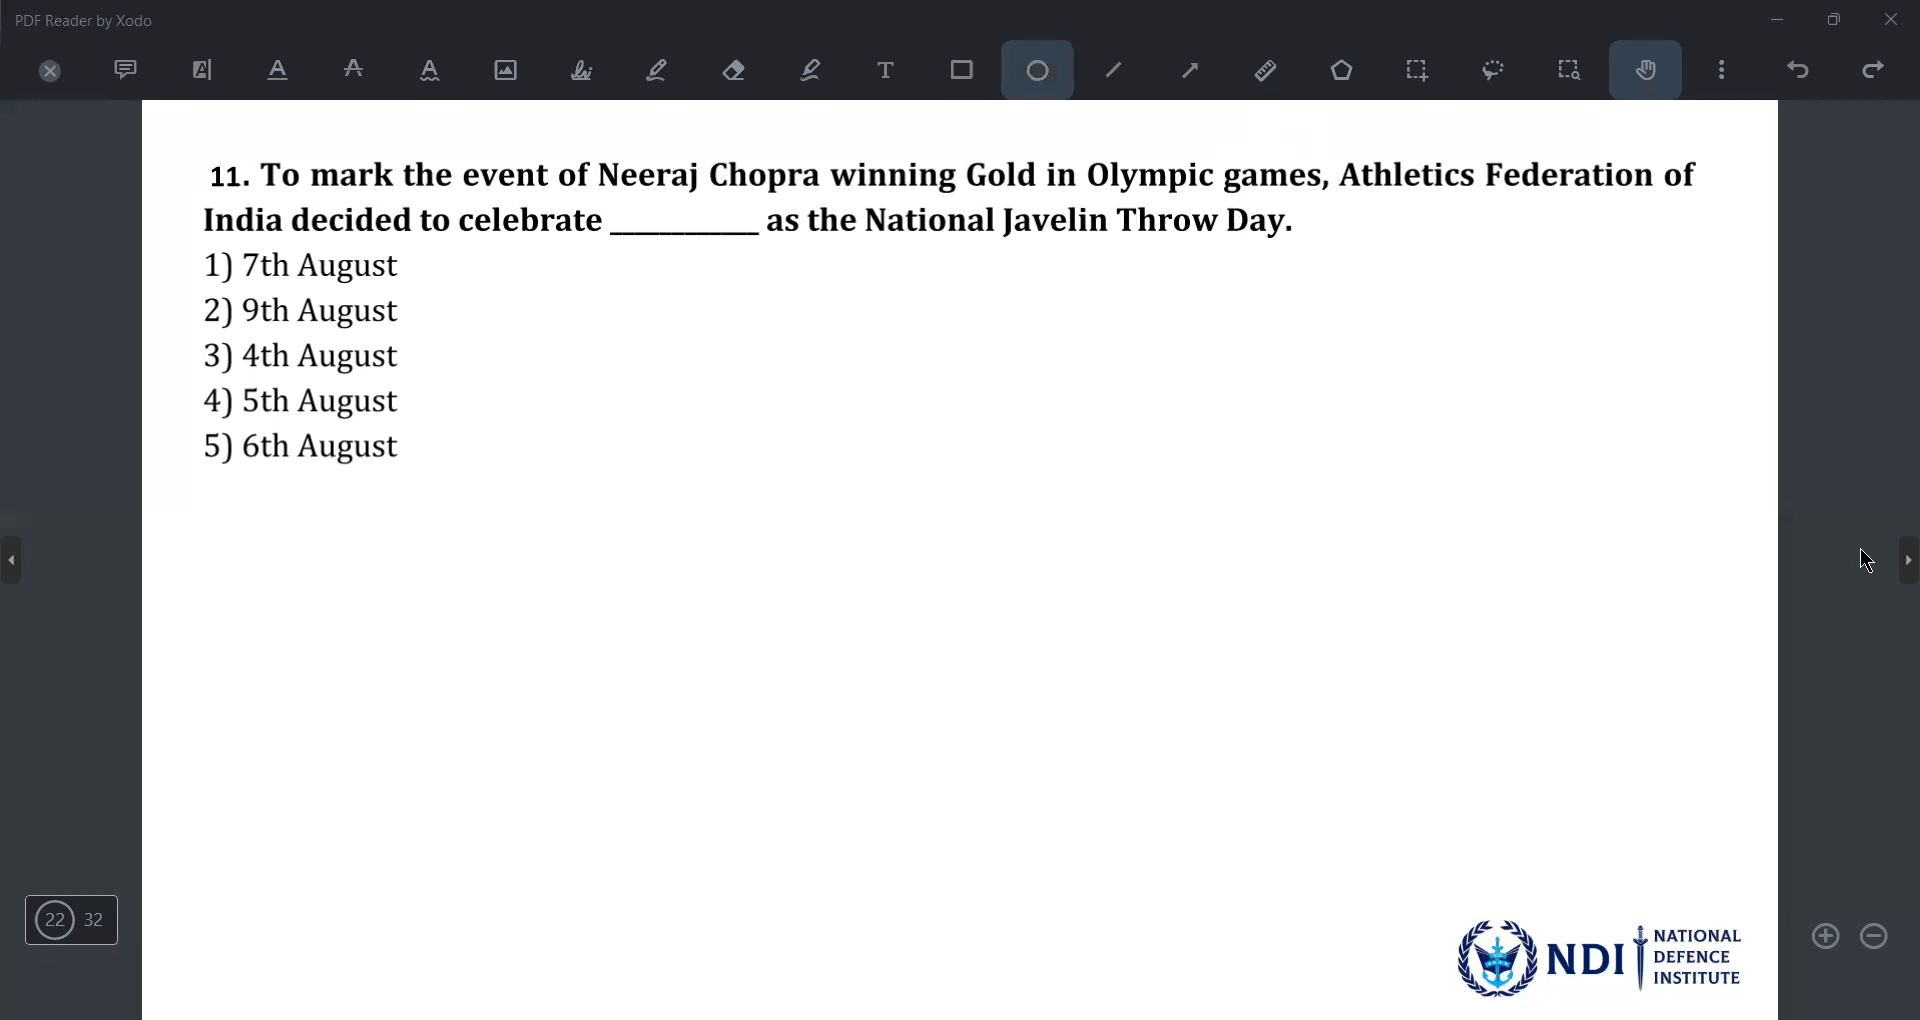 PDF Reader by Xodo
11. To mark the event of Neeraj Chopra winning Gold in Olympic games, Athletics Federation of
India decided to celebrate ___________ as the National Javelin Throw Day.
1) 7th August
2) 9th August
3) 4th August
4) 5th August
5) 6th August
22 32
NDI
NATIONAL
DEFENCE
INSTITUTE